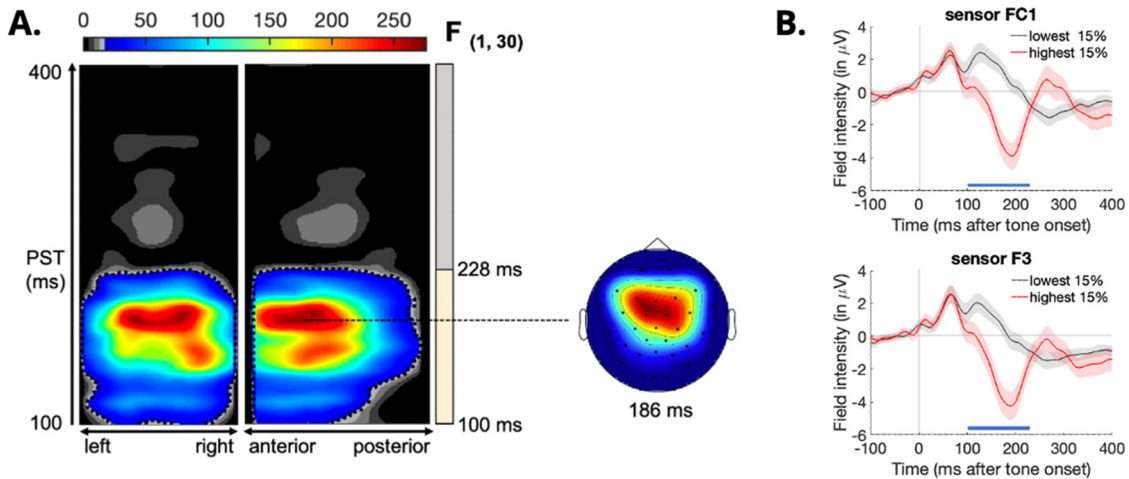 A.
0 50 100 150 200 250
F (1, 30)
400
PST
(ms)
100
228 ms
100 ms
left right anterior posterior
186 ms
B.
sensor FC1
lowest 15%
highest 15%
Field intensity (in μV)
4
2
0
-2
-4
-6
-100 0 100 200 300 400
Time (ms after tone onset)
sensor F3
lowest 15%
highest 15%
Field intensity (in μV)
4
2
0
-2
-4
-6
-100 0 100 200 300 400
Time (ms after tone onset)